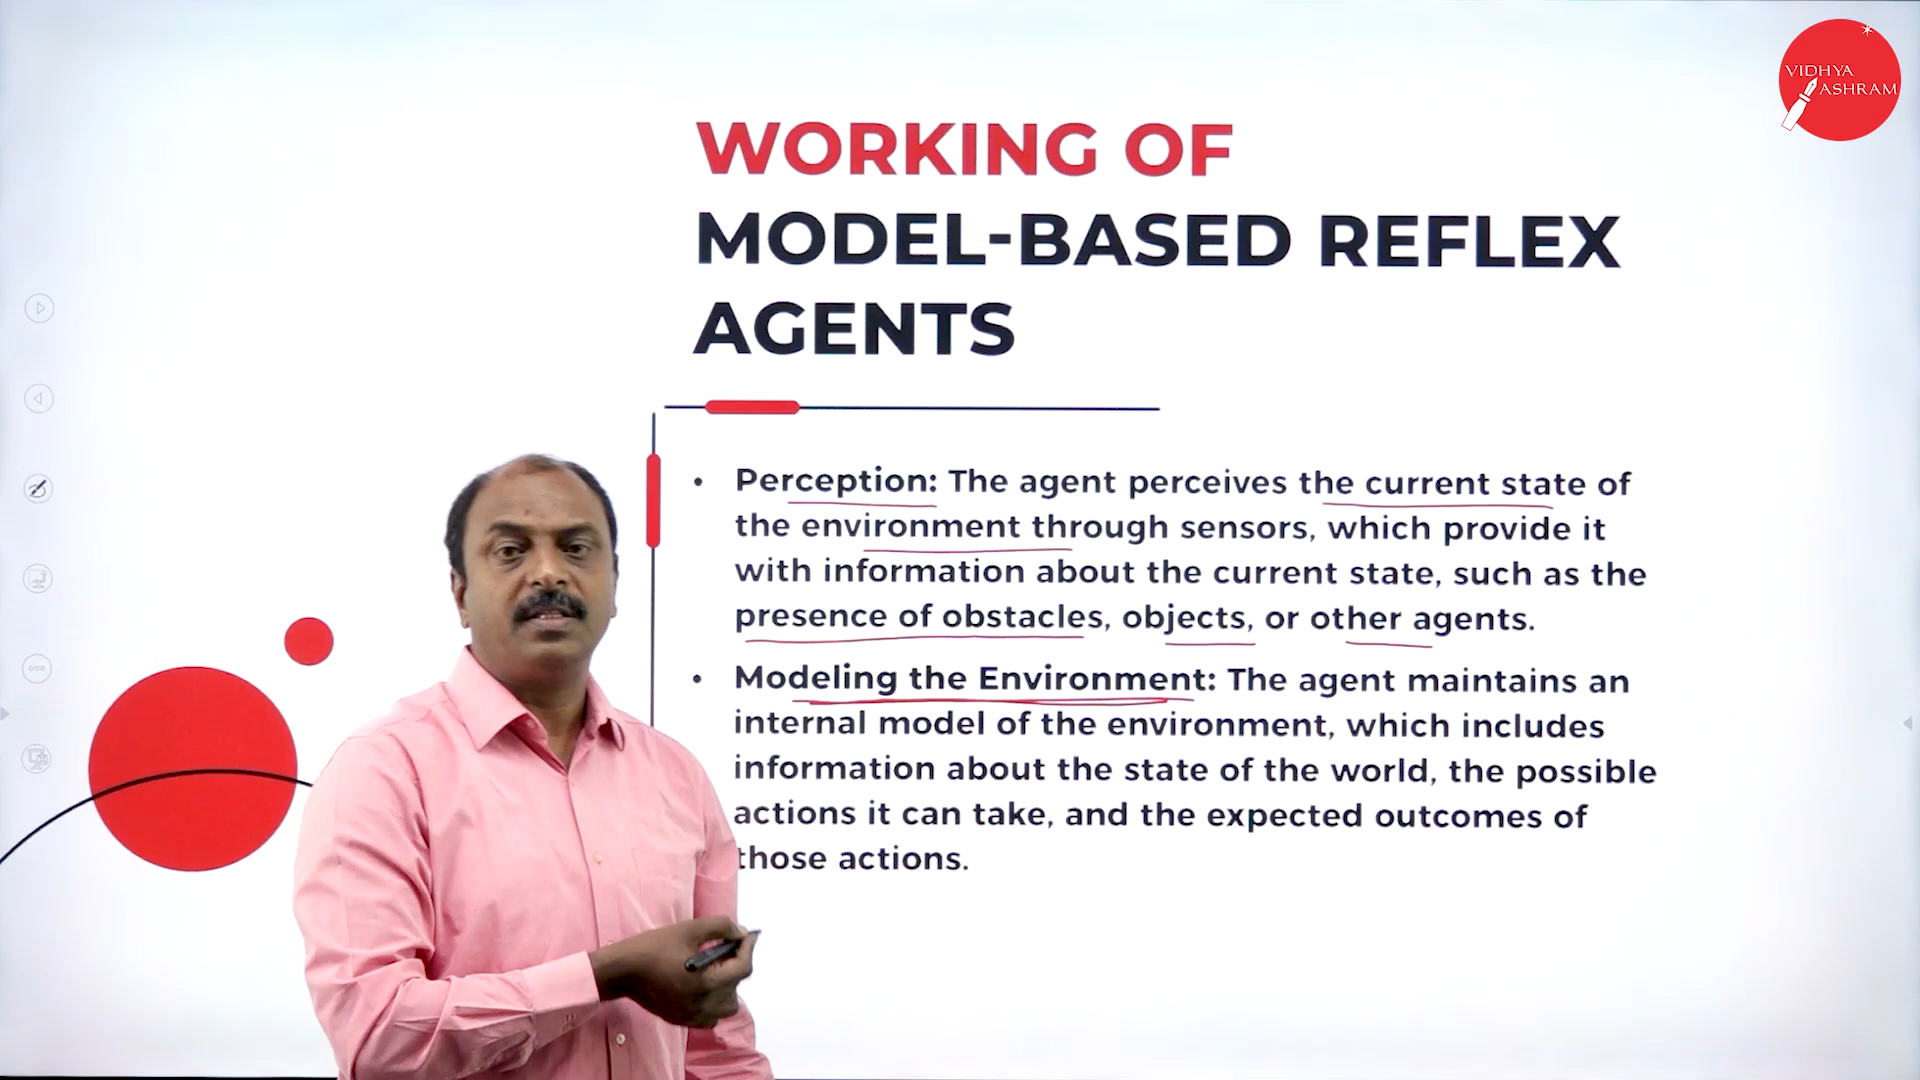 VIDHYA
ASHRAM
WORKING OF
MODEL-BASED REFLEX
AGENTS
• Perception: The agent perceives the current state of
the environment through sensors, which provide it
with information about the current state, such as the
presence of obstacles, objects, or other agents.
• Modeling the Environment: The agent maintains an
internal model of the environment, which includes
information about the state of the world, the possible
actions it can take, and the expected outcomes of
those actions.